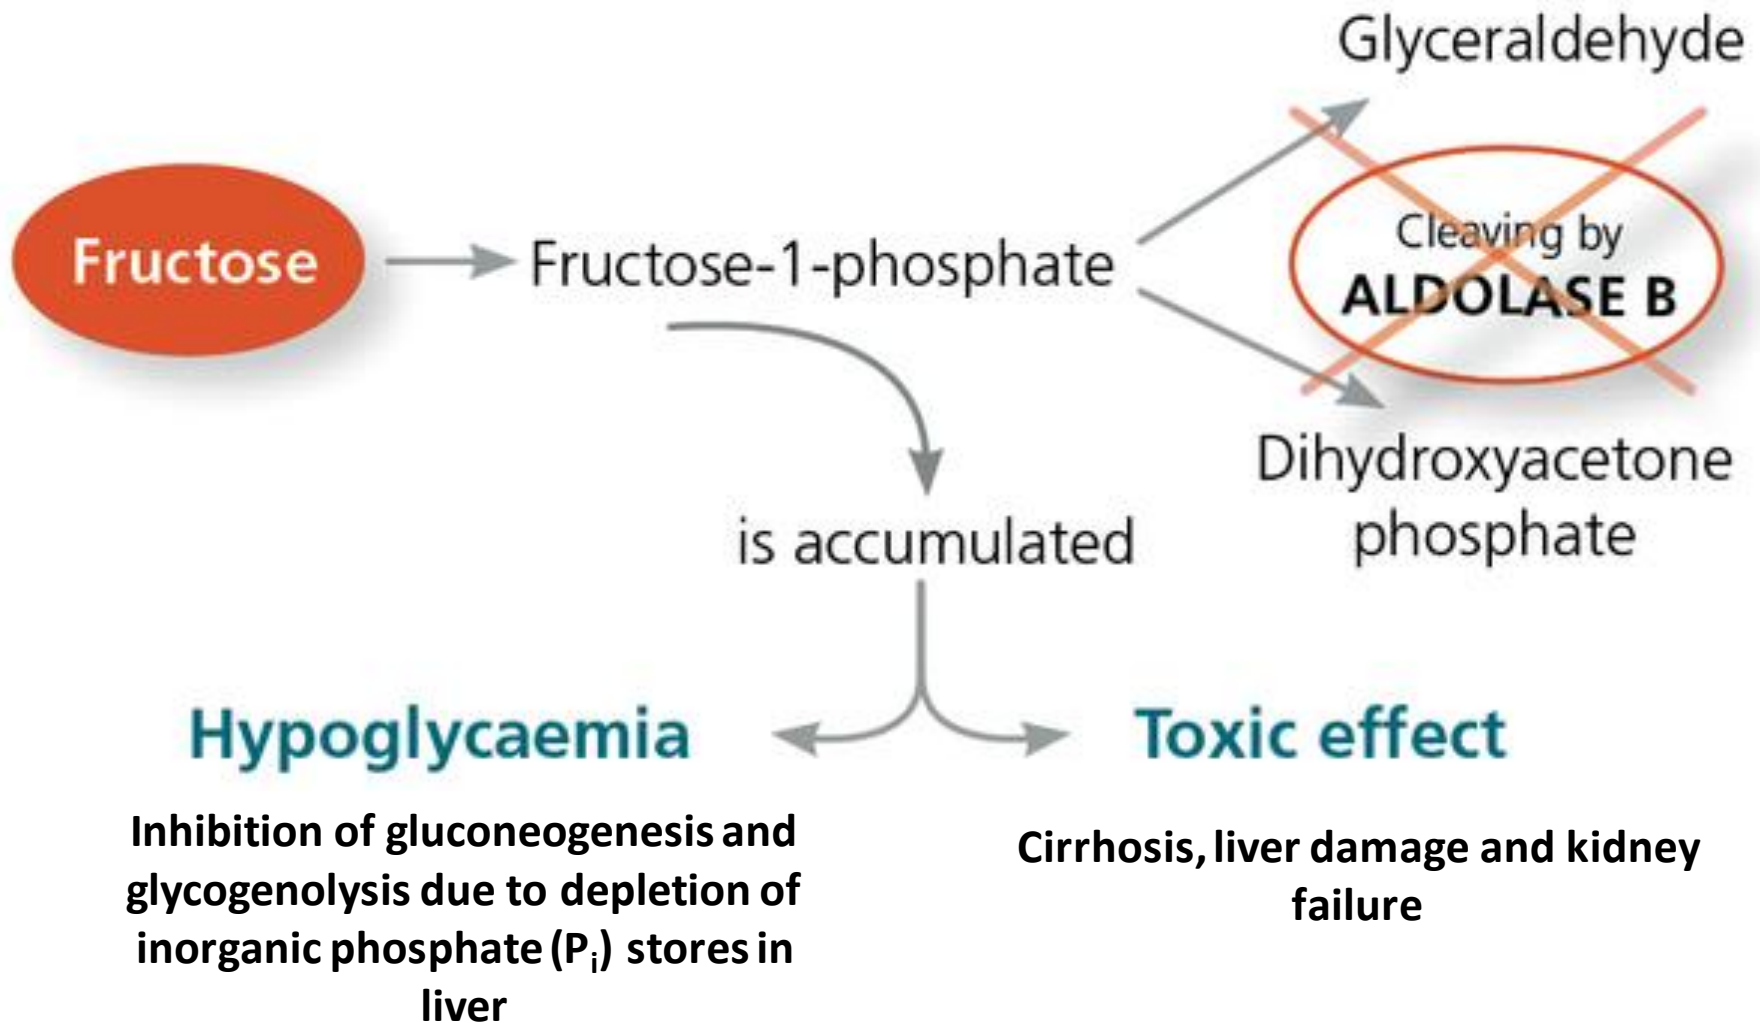 Glyceraldehyde
Fructose
Fructose-1-phosphate
Cleaving by
ALDOLASE B
Dihydroxyacetone
phosphate
is accumulated
Hypoglycaemia
Inhibition of gluconeogenesis and
glycogenolysis due to depletion of
inorganic phosphate (Pᵢ) stores in
liver
Toxic effect
Cirrhosis, liver damage and kidney
failure